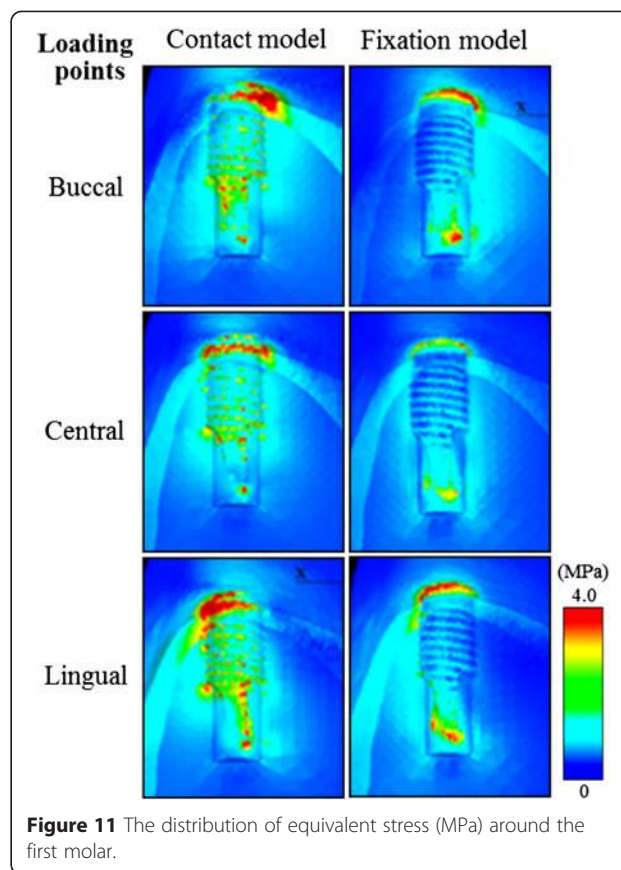 Loading points
Contact model
Fixation model
x
Buccal
Central
x
Lingual
(MPa)
4.0
0
Figure 11 The distribution of equivalent stress (MPa) around the
first molar.